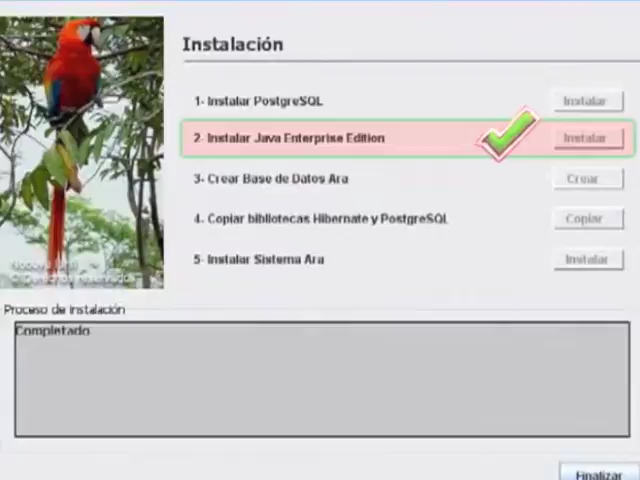 Instalación
1- Instalar PostgreSQL
Instalar
2- Instalar Java Enterprise Edition
Instalar
3- Crear Base de Datos Ara
Crear
4- Copiar bibliotecas Hibernate y PostgreSQL
Copiar
5- Instalar Sistema Ara
Instalar
Proceso de Instalación
Completado
Finalizar